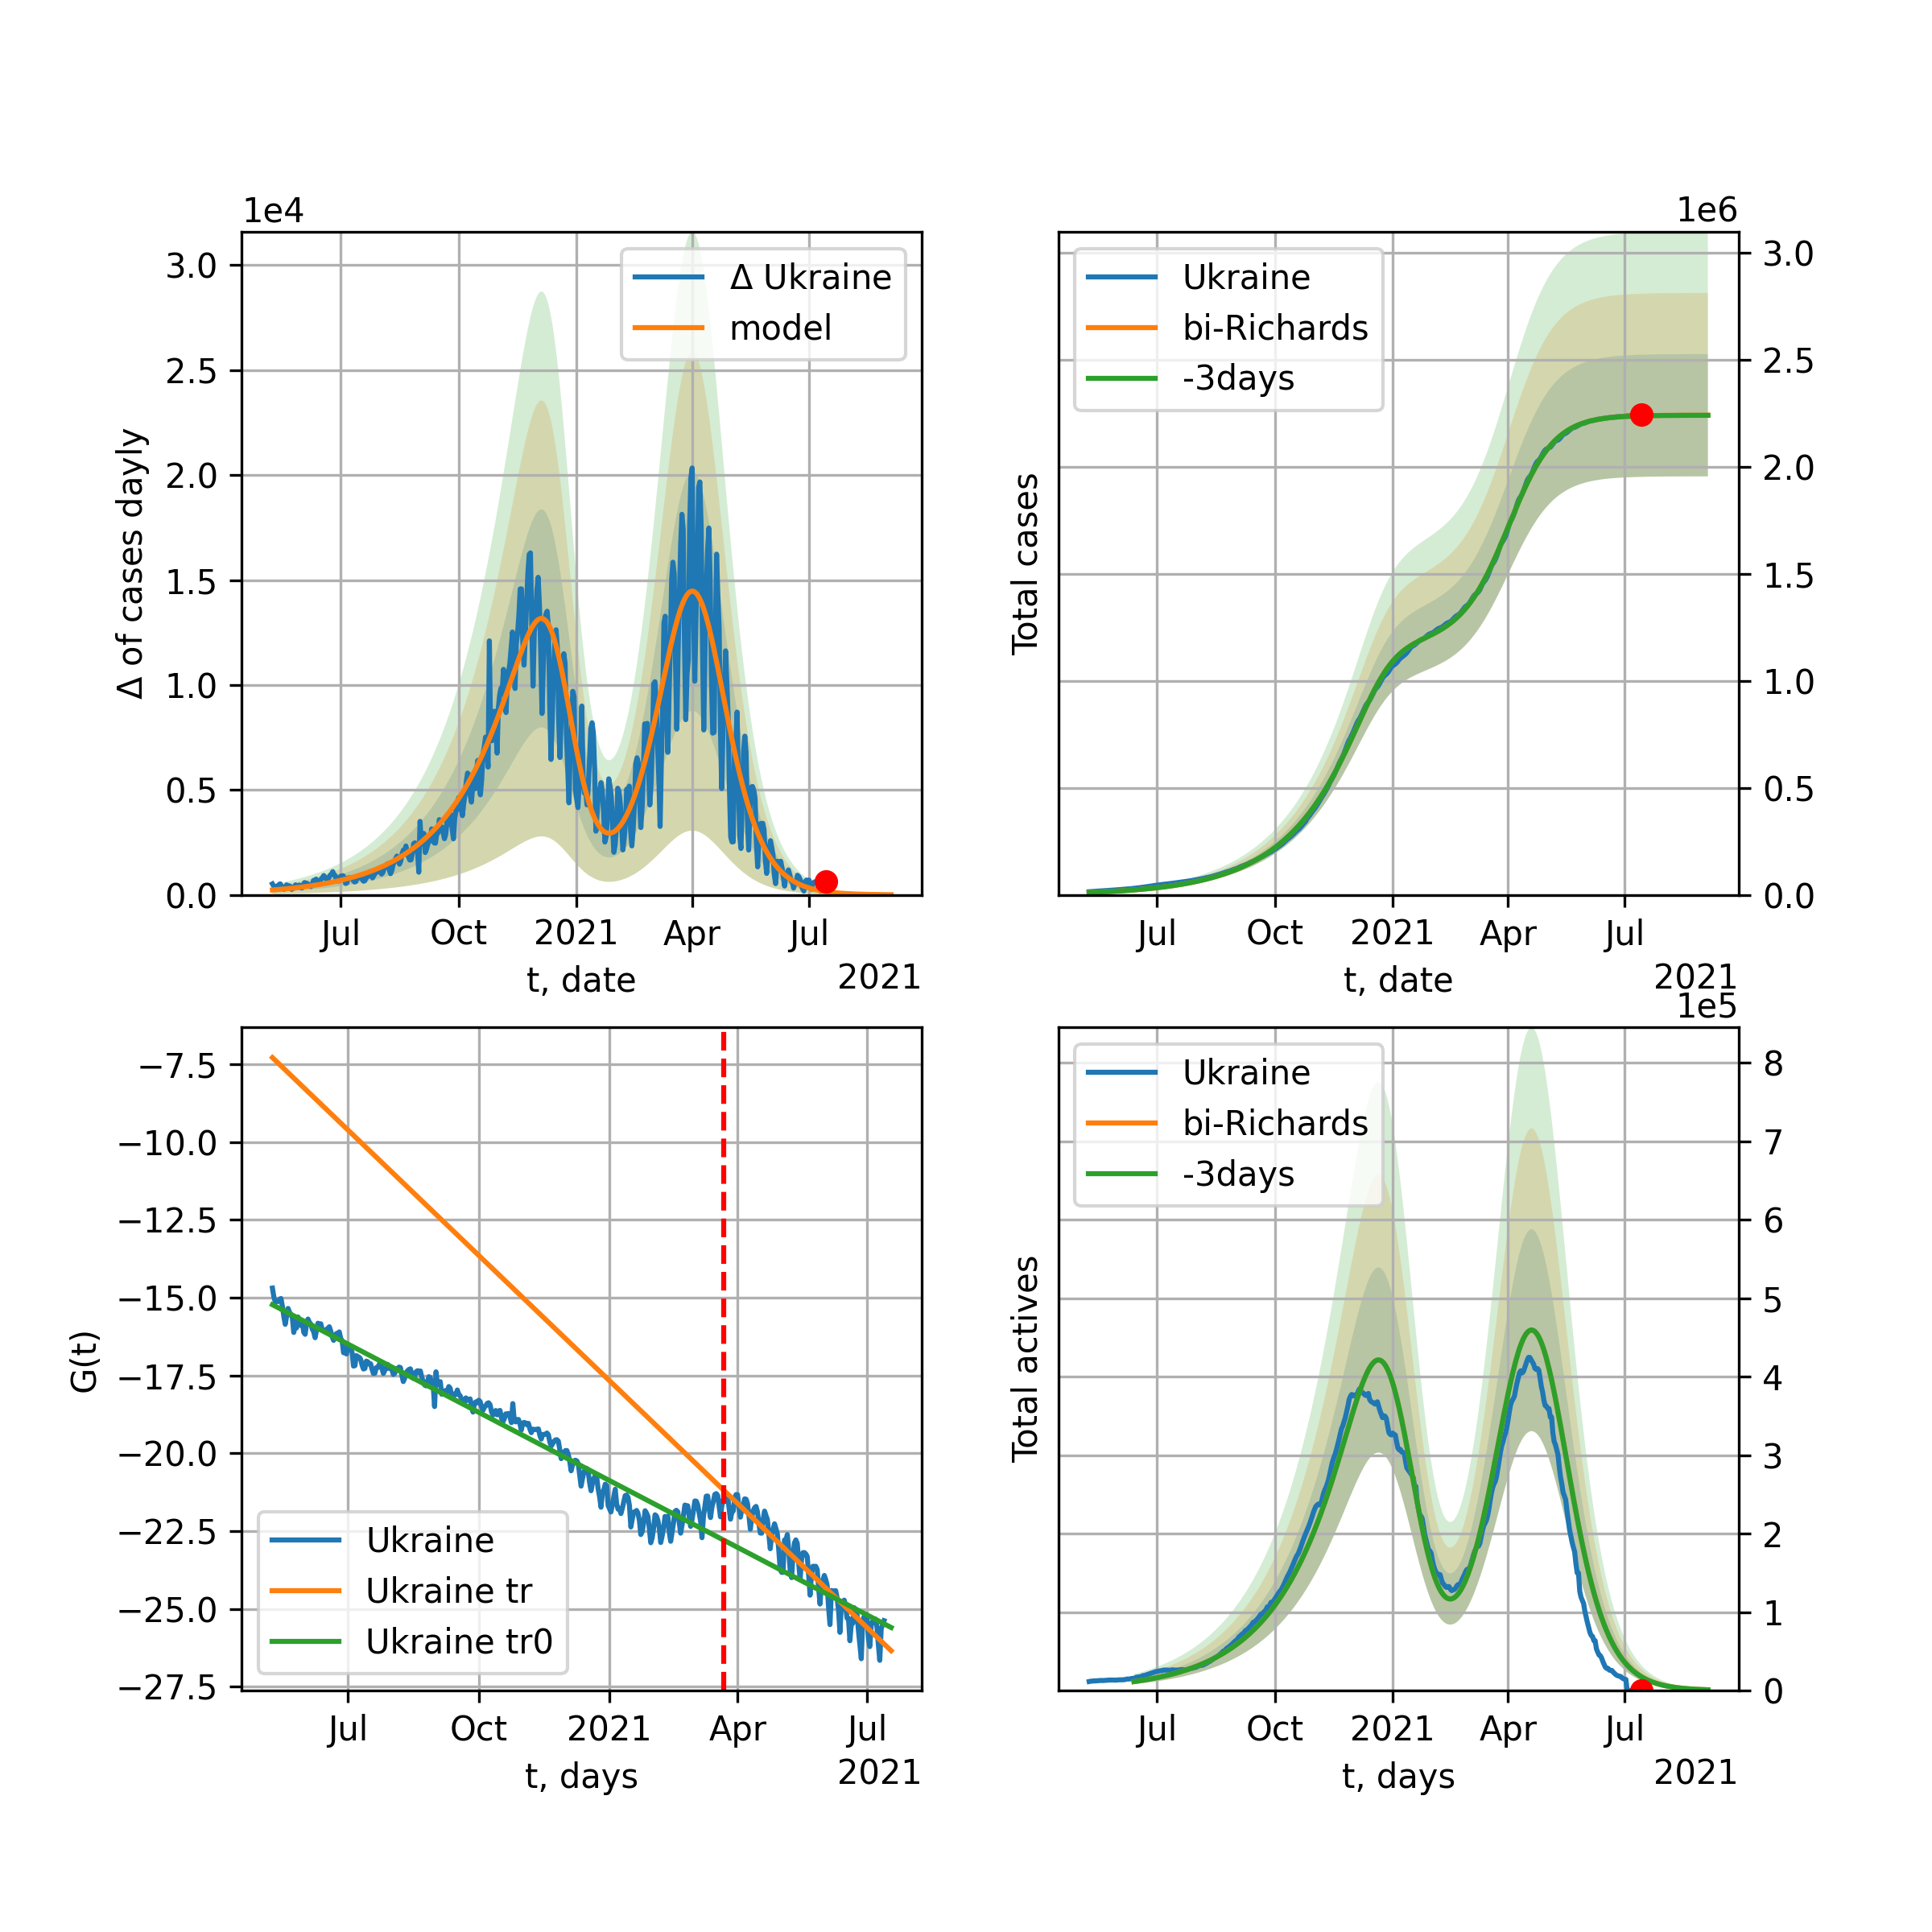 1e4
3.0
2.5
2.0
1.5
1.0
0.5
0.0
Δ of cases dayly
Δ Ukraine
model
Jul
Oct
2021
Apr
Jul
t, date
2021
1e6
3.0
2.5
2.0
1.5
1.0
0.5
0.0
Total cases
Ukraine
bi-Richards
-3days
Jul
Oct
2021
Apr
Jul
t, date
2021
−7.5
−10.0
−12.5
−15.0
−17.5
−20.0
−22.5
−25.0
−27.5
G(t)
Ukraine
Ukraine tr
Ukraine tr0
Jul
Oct
2021
Apr
Jul
t, days
2021
1e5
8
7
6
5
4
3
2
1
0
Total actives
Ukraine
bi-Richards
-3days
Jul
Oct
2021
Apr
Jul
t, days
2021